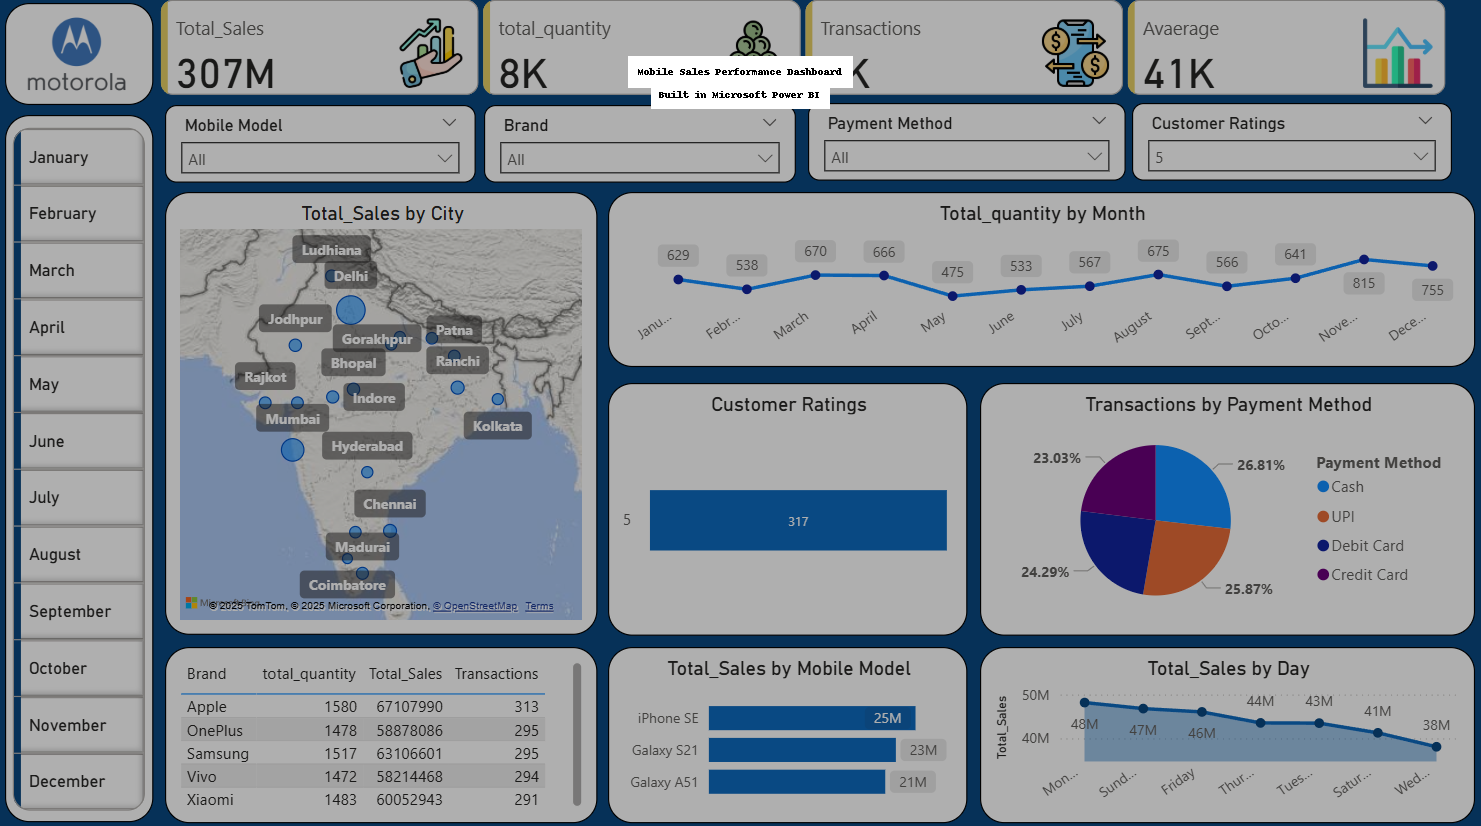 motorola
Total_Sales
307M
total_quantity
8K
Transactions
K
Avaerage
41K
Mobile Sales Performance Dashboard
Built in Microsoft Power BI
Mobile Model
All
Brand
All
Payment Method
All
Customer Ratings
5
January
February
March
April
May
June
July
August
September
October
November
December
Total_Sales by City
Ludhiana
Delhi
Jodhpur
Gorakhpur
Patna
Bhopal
Ranchi
Rajkot
Indore
Mumbai
Kolkata
Hyderabad
Chennai
Madurai
Coimbatore
© 2025 TomTom, © 2025 Microsoft Corporation, © OpenStreetMap Terms
Total_quantity by Month
629
538
670
666
475
533
567
675
566
641
815
755
Janu...
Febr...
March
April
May
June
July
August
Sept...
Octo...
Nove...
Dece...
Customer Ratings
5
317
Transactions by Payment Method
23.03%
26.81%
24.29%
25.87%
Payment Method
Cash
UPI
Debit Card
Credit Card
Brand total_quantity Total_Sales Transactions
Apple 1580 67107990 313
OnePlus 1478 58878086 295
Samsung 1517 63106601 295
Vivo 1472 58214468 294
Xiaomi 1483 60052943 291
Total_Sales by Mobile Model
iPhone SE 25M
Galaxy S21 23M
Galaxy A51 21M
Total_Sales by Day
Total_Sales
50M
40M
48M
47M
46M
44M
43M
41M
38M
Mon...
Sund...
Friday
Thur...
Tues...
Satur...
Wed...